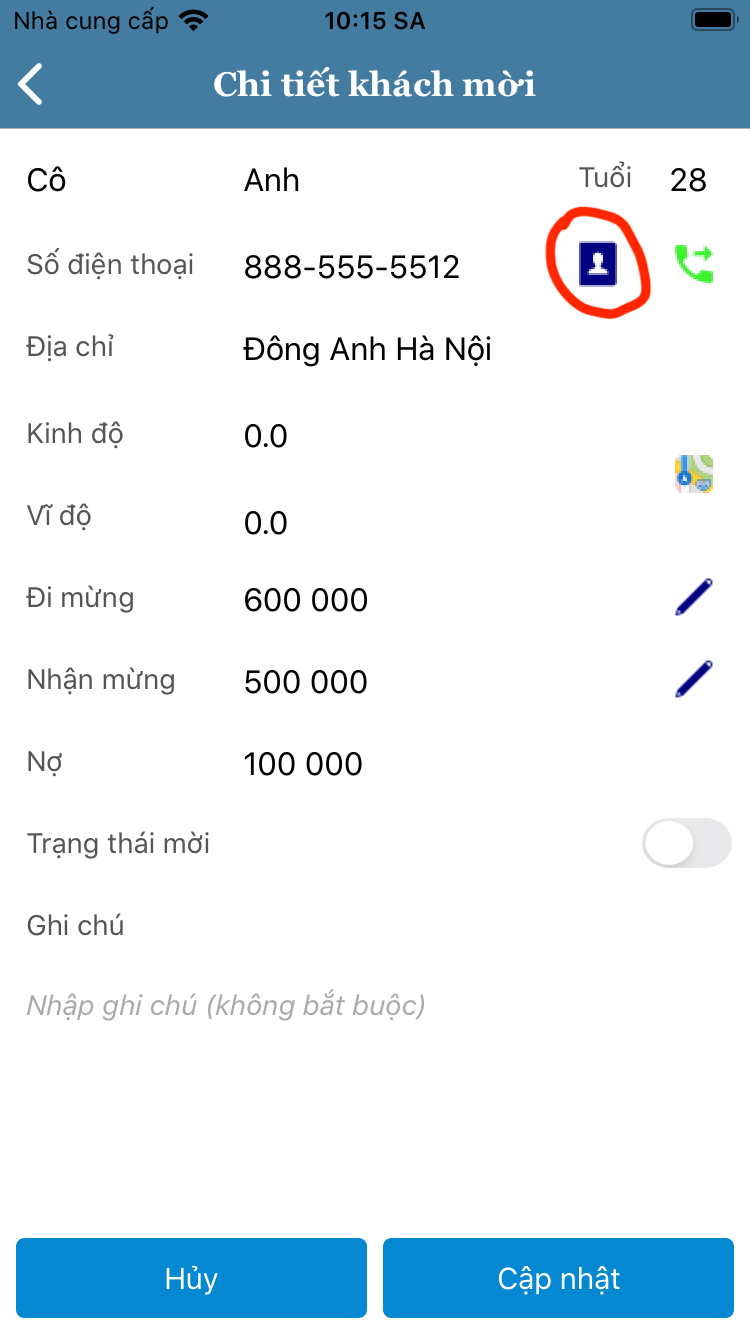 Nhà cung cấp 10:15 SA
Chi tiết khách mời
Cô Anh Tuổi 28
Số điện thoại 888-555-5512
Địa chỉ Đông Anh Hà Nội
Kinh độ 0.0
Vĩ độ 0.0
Đi mừng 600 000
Nhận mừng 500 000
Nợ 100 000
Trạng thái mời
Ghi chú
Nhập ghi chú (không bắt buộc)
Hủy Cập nhật